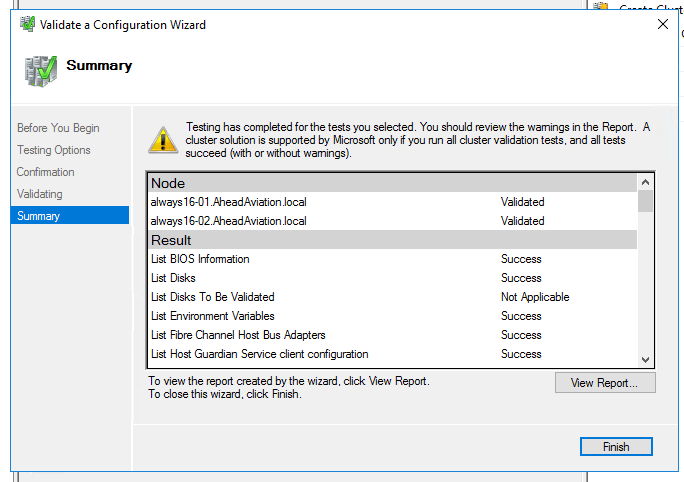 Create Clus
Validate a Configuration Wizard
Summary
Before You Begin
Testing Options
Confirmation
Validating
Summary
Testing has completed for the tests you selected. You should review the warnings in the Report. A
cluster solution is supported by Microsoft only if you run all cluster validation tests, and all tests
succeed (with or without warnings).
Node
always16-01.AheadAviation.local Validated
always16-02.AheadAviation.local Validated
Result
List BIOS Information Success
List Disks Success
List Disks To Be Validated Not Applicable
List Environment Variables Success
List Fibre Channel Host Bus Adapters Success
List Host Guardian Service client configuration Success
To view the report created by the wizard, click View Report.
To close this wizard, click Finish.
View Report...
Finish